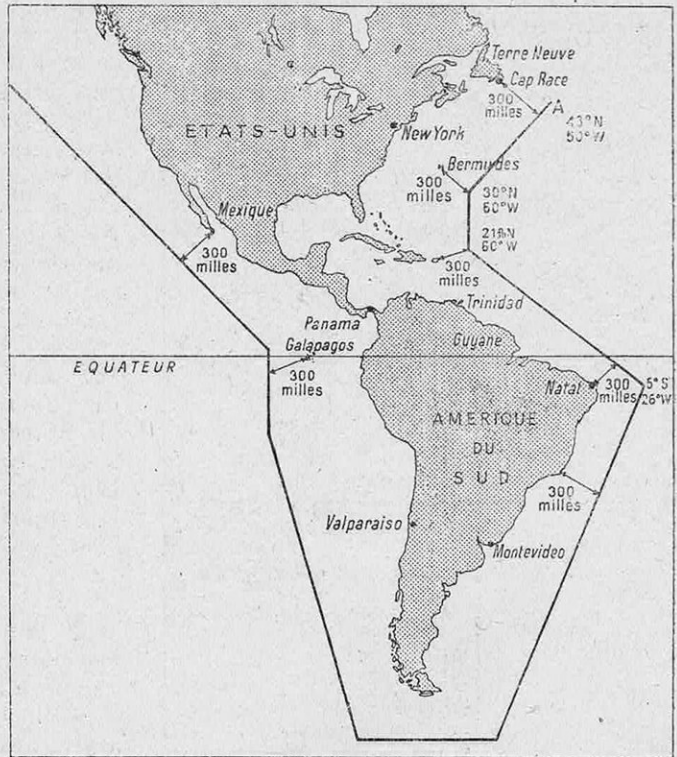 Terre Neuve
Cap Race
300
milles
A
43°N
50°W
ETATS-UNIS
New York
Bermudes
300
milles
30°N
60°W
Mexique
21°N
60°W
300
milles
300
milles
Trinidad
Panama
Guyane
Galapagos
EQUATEUR
300
milles
Natal
300
milles
5°S
26°W
AMERIQUE
DU
SUD
300
milles
Valparaiso
Montevideo